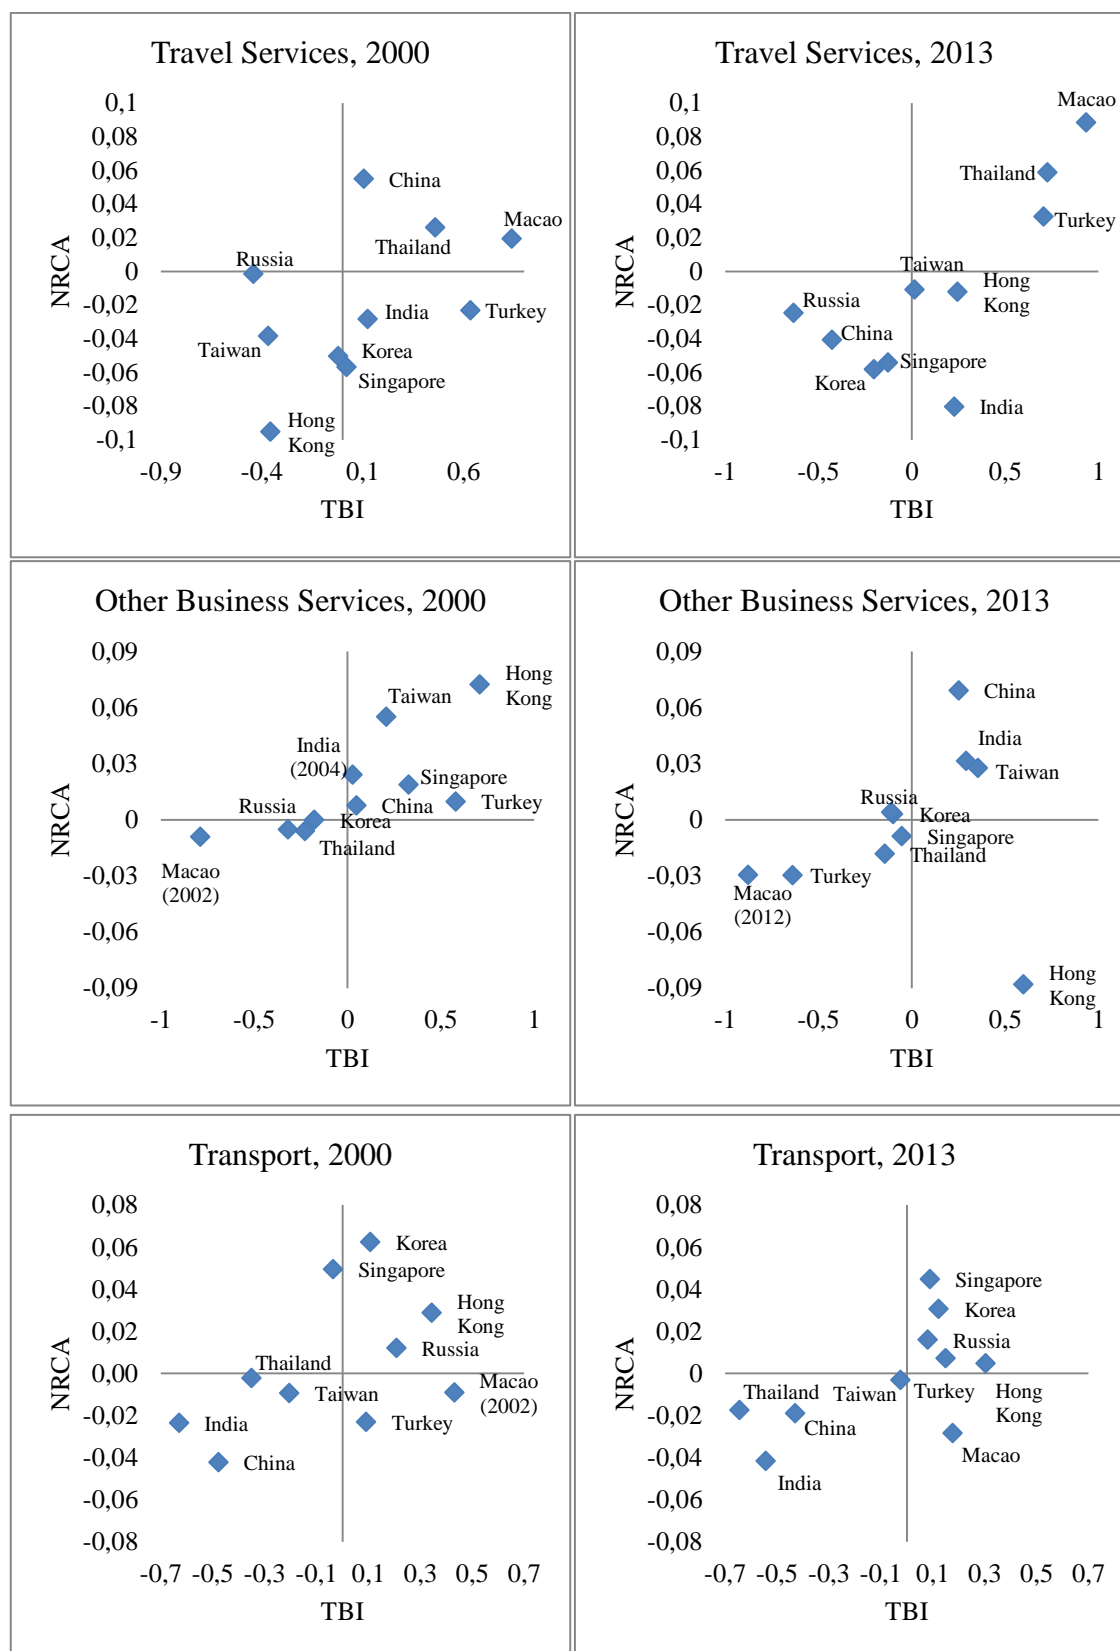 Travel Services, 2000
0,1
0,08
0,06
0,04
0,02
0
-0,02
-0,04
-0,06
-0,08
-0,1
NRCA
China
Thailand
Macao
Russia
India
Turkey
Taiwan
Korea
Singapore
Hong
Kong
-0,9
-0,4
0,1
0,6
TBI
Travel Services, 2013
0,1
0,08
0,06
0,04
0,02
0
-0,02
-0,04
-0,06
-0,08
-0,1
NRCA
Macao
Thailand
Turkey
Taiwan
Hong
Kong
Russia
China
Singapore
Korea
India
-1
-0,5
0
0,5
1
TBI
Other Business Services, 2000
0,09
0,06
0,03
0
-0,03
-0,06
-0,09
NRCA
Hong
Kong
Taiwan
India
(2004)
Singapore
Russia
China
Turkey
Korea
Thailand
Macao
(2002)
-1
-0,5
0
0,5
1
TBI
Other Business Services, 2013
0,09
0,06
0,03
0
-0,03
-0,06
-0,09
NRCA
China
India
Taiwan
Russia
Korea
Singapore
Thailand
Turkey
Macao
(2012)
Hong
Kong
-1
-0,5
0
0,5
1
TBI
Transport, 2000
0,08
0,06
0,04
0,02
0,00
-0,02
-0,04
-0,06
-0,08
NRCA
Korea
Singapore
Hong
Kong
Russia
Thailand
Taiwan
Macao
(2002)
India
Turkey
China
-0,7
-0,5
-0,3
-0,1
0,1
0,3
0,5
0,7
TBI
Transport, 2013
0,08
0,06
0,04
0,02
0
-0,02
-0,04
-0,06
-0,08
NRCA
Singapore
Korea
Russia
Thailand
Taiwan
Turkey
Hong
Kong
China
Macao
India
-0,7
-0,5
-0,3
-0,1
0,1
0,3
0,5
0,7
TBI